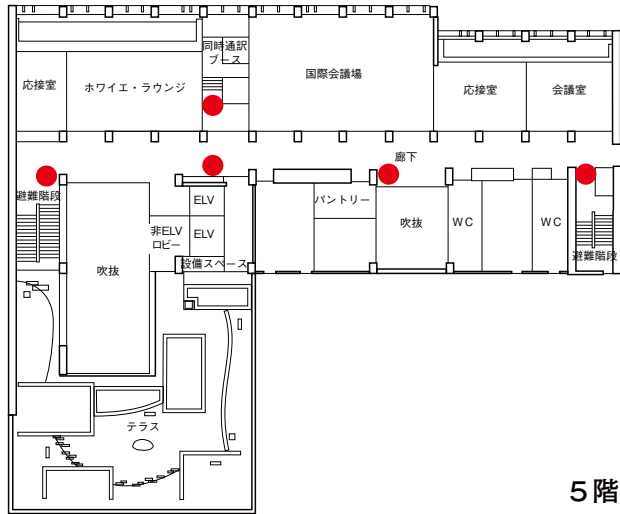 同時通訳
ブース
応接室
ホワイエ・ラウンジ
国際会議場
応接室
会議室
廊下
避難階段
ELV
パントリー
非ELV
ロビー
ELV
吹抜
WC
WC
吹抜
設備スペース
避難階段
テラス
5階